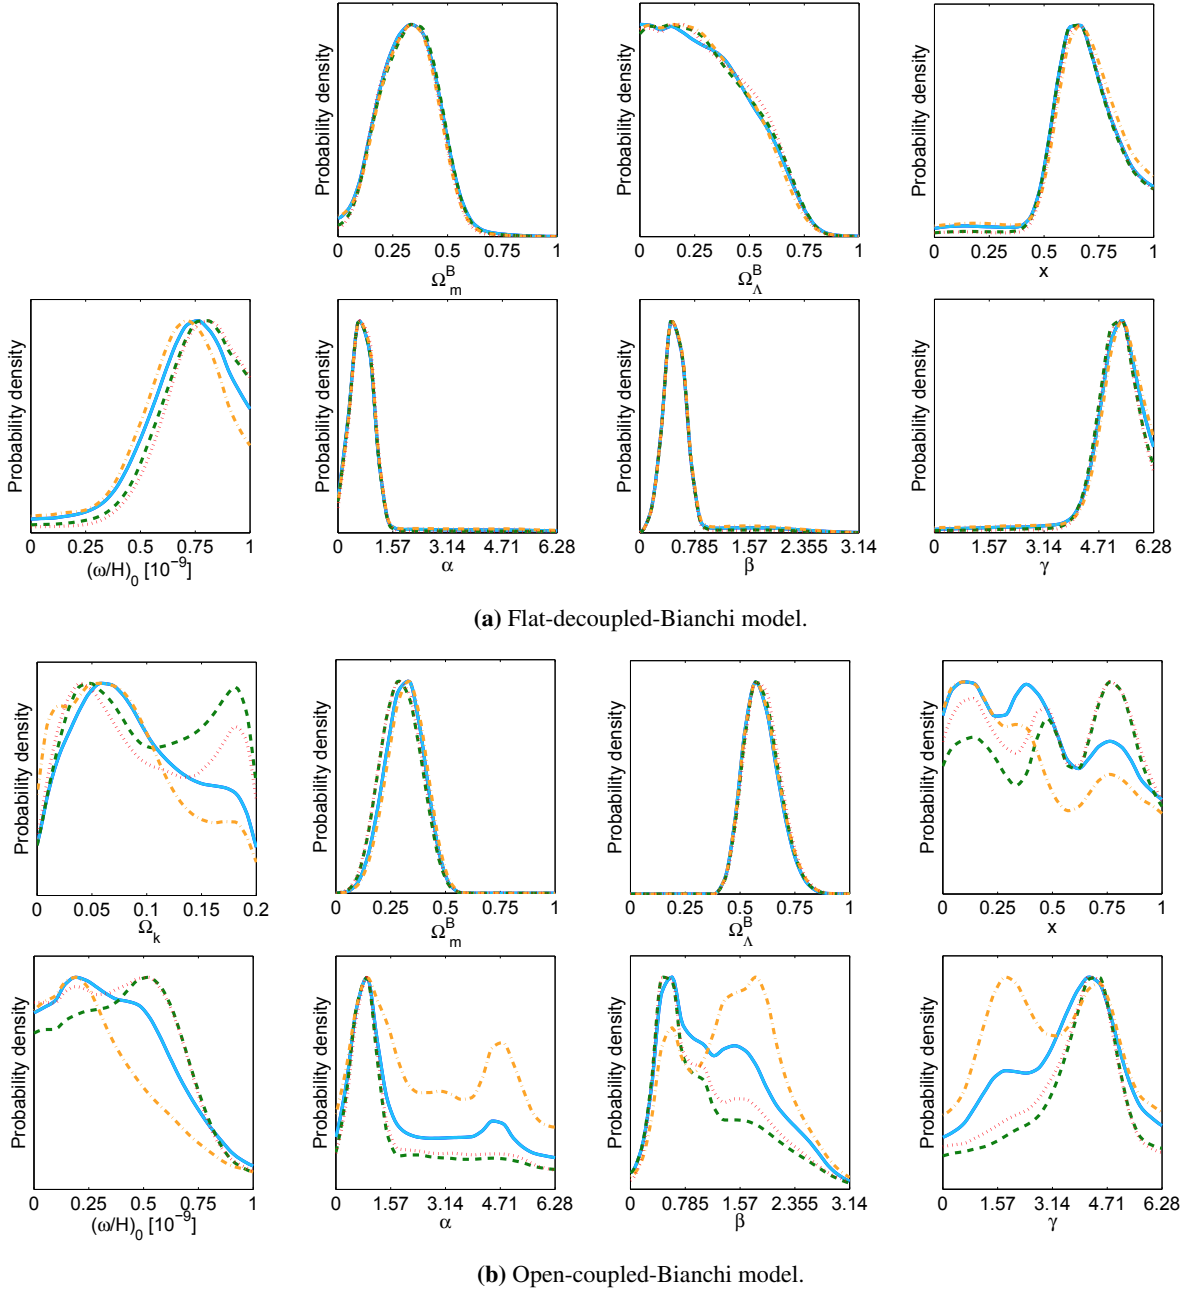 Probability density
0 0.25 0.5 0.75 1
Ω_m^B
Probability density
0 0.25 0.5 0.75 1
Ω_Λ^B
Probability density
0 0.25 0.5 0.75 1
x
Probability density
0 0.25 0.5 0.75 1
(ω/H)_0 [10^-9]
Probability density
0 1.57 3.14 4.71 6.28
α
Probability density
0 0.785 1.57 2.355 3.14
β
Probability density
0 1.57 3.14 4.71 6.28
γ
(a) Flat-decoupled-Bianchi model.
Probability density
0 0.05 0.1 0.15 0.2
Ω_k
Probability density
0 0.25 0.5 0.75 1
Ω_m^B
Probability density
0 0.25 0.5 0.75 1
Ω_Λ^B
Probability density
0 0.25 0.5 0.75 1
x
Probability density
0 0.25 0.5 0.75 1
(ω/H)_0 [10^-9]
Probability density
0 1.57 3.14 4.71 6.28
α
Probability density
0 0.785 1.57 2.355 3.14
β
Probability density
0 1.57 3.14 4.71 6.28
γ
(b) Open-coupled-Bianchi model.